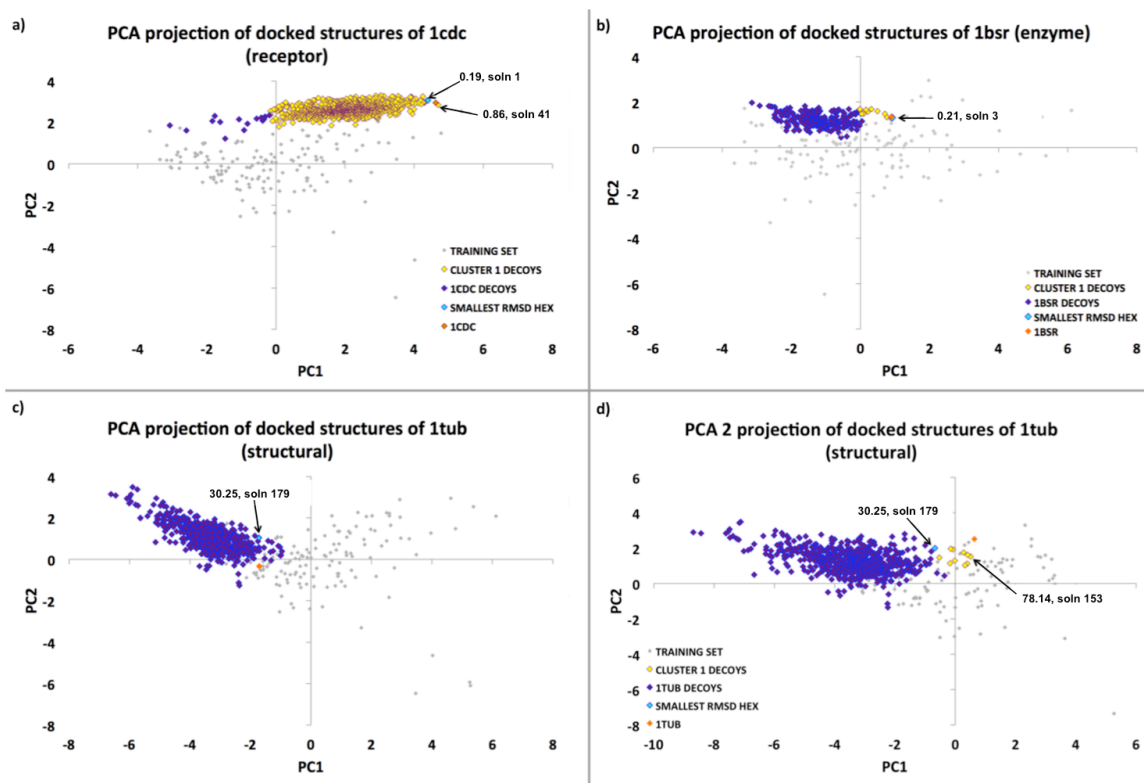 a)
PCA projection of docked structures of 1cdc
(receptor)
0.19, soln 1
0.86, soln 41
6
4
2
0
-2
-4
-6
-8
PC2
TRAINING SET
CLUSTER 1 DECOYS
1CDC DECOYS
SMALLEST RMSD HEX
1CDC
-6 -4 -2 0 2 4 6 8
PC1
b)
PCA projection of docked structures of 1bsr (enzyme)
0.21, soln 3
6
4
2
0
-2
-4
-6
-8
PC2
TRAINING SET
CLUSTER 1 DECOYS
1BSR DECOYS
SMALLEST RMSD HEX
1BSR
-6 -4 -2 0 2 4 6 8
PC1
c)
PCA projection of docked structures of 1tub
(structural)
30.25, soln 179
4
2
0
-2
-4
-6
-8
PC2
-8 -6 -4 -2 0 2 4 6 8
PC1
d)
PCA 2 projection of docked structures of 1tub
(structural)
30.25, soln 179
78.14, soln 153
6
4
2
0
-2
-4
-6
-8
PC2
TRAINING SET
CLUSTER 1 DECOYS
1TUB DECOYS
SMALLEST RMSD HEX
1TUB
-10 -8 -6 -4 -2 0 2 4 6
PC1